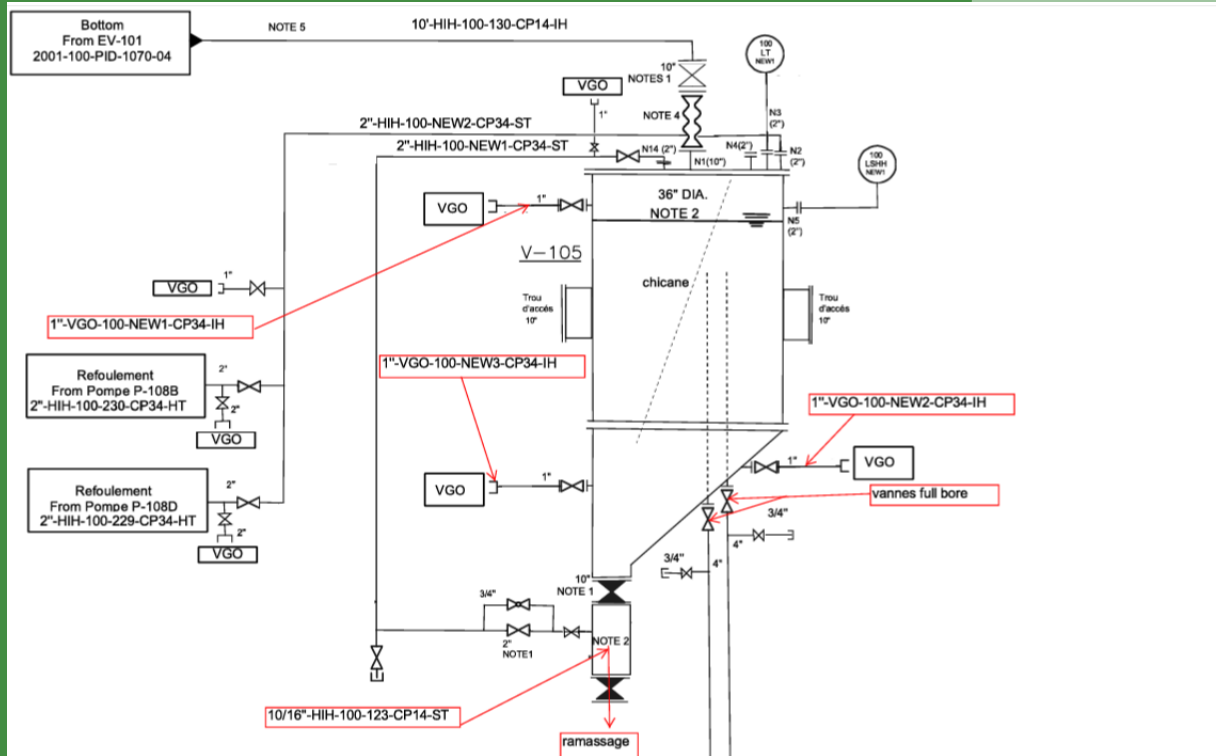 Bottom
From EV-101
2001-100-PID-1070-04
NOTE 5
10'-HIH-100-130-CP14-IH
100
LT
NEW1
10"
NOTES 1
VGO
1"
NOTE 4
N3
(2")
2"-HIH-100-NEW2-CP34-ST
2"-HIH-100-NEW1-CP34-ST
N14 (2")
N1(10")
N4(2")
N2
(2")
100
LSHH
NEW1
36" DIA.
NOTE 2
VGO
1"
N5
(2")
V-105
chicane
VGO
1"
Trou
d'accés
10"
Trou
d'accés
10"
1"-VGO-100-NEW1-CP34-IH
1"-VGO-100-NEW3-CP34-IH
Refoulement
From Pompe P-108B
2"-HIH-100-230-CP34-HT
2"
2"
VGO
1"-VGO-100-NEW2-CP34-IH
VGO
1"
1"
VGO
Refoulement
From Pompe P-108D
2"-HIH-100-229-CP34-HT
2"
2"
VGO
vannes full bore
3/4"
4"
3/4"
4"
10"
NOTE 1
3/4"
2"
NOTE1
NOTE 2
10/16"-HIH-100-123-CP14-ST
ramassage